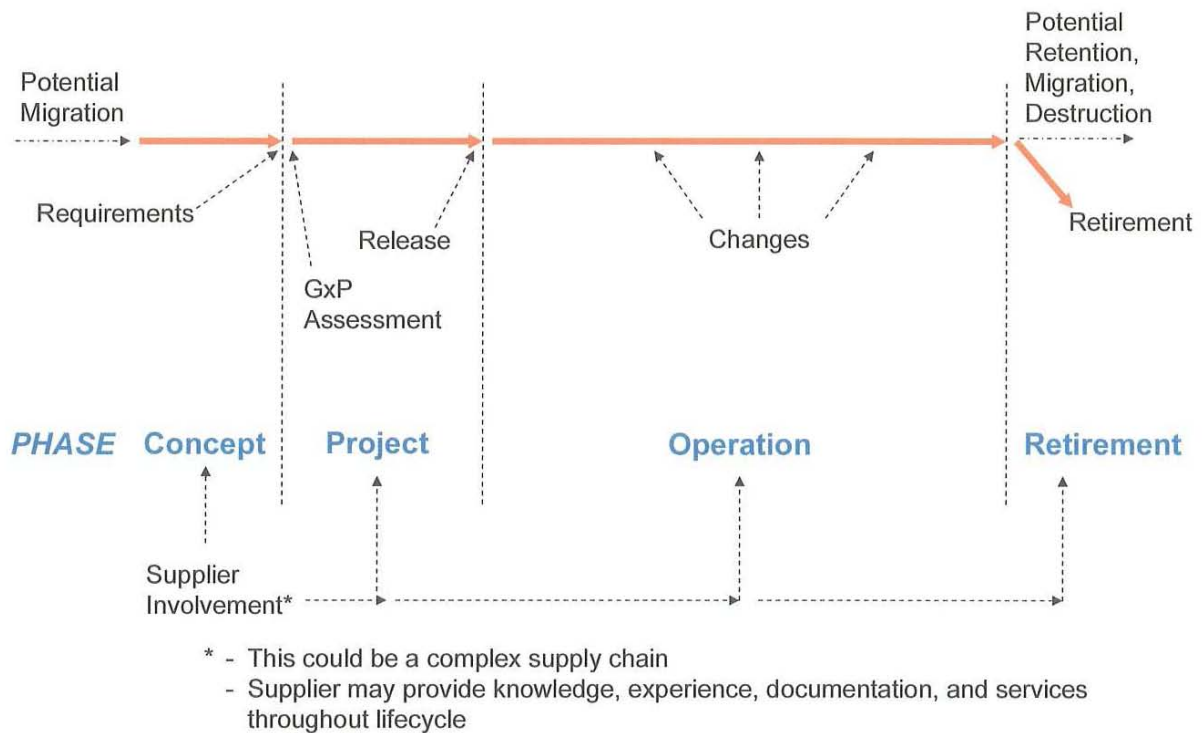 Potential
Retention,
Migration,
Destruction
Potential
Migration
Requirements
Release
Changes
Retirement
GxP
Assessment
PHASE Concept Project Operation Retirement
Supplier
Involvement*
* - This could be a complex supply chain
- Supplier may provide knowledge, experience, documentation, and services
throughout lifecycle